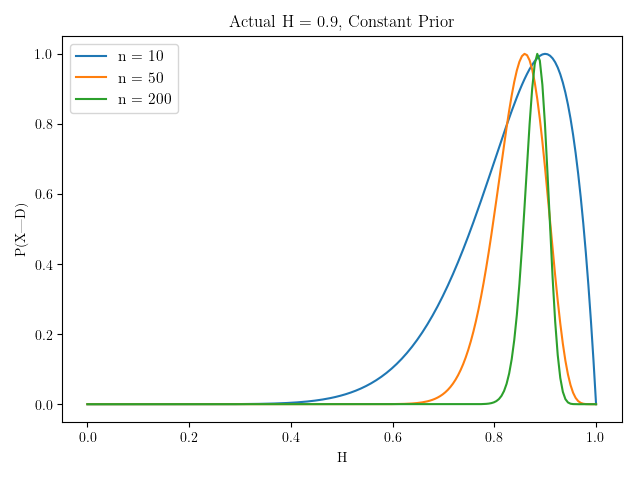 Actual H = 0.9, Constant Prior
n = 10
n = 50
n = 200
P(X—D)
1.0
0.8
0.6
0.4
0.2
0.0
0.0 0.2 0.4 0.6 0.8 1.0
H